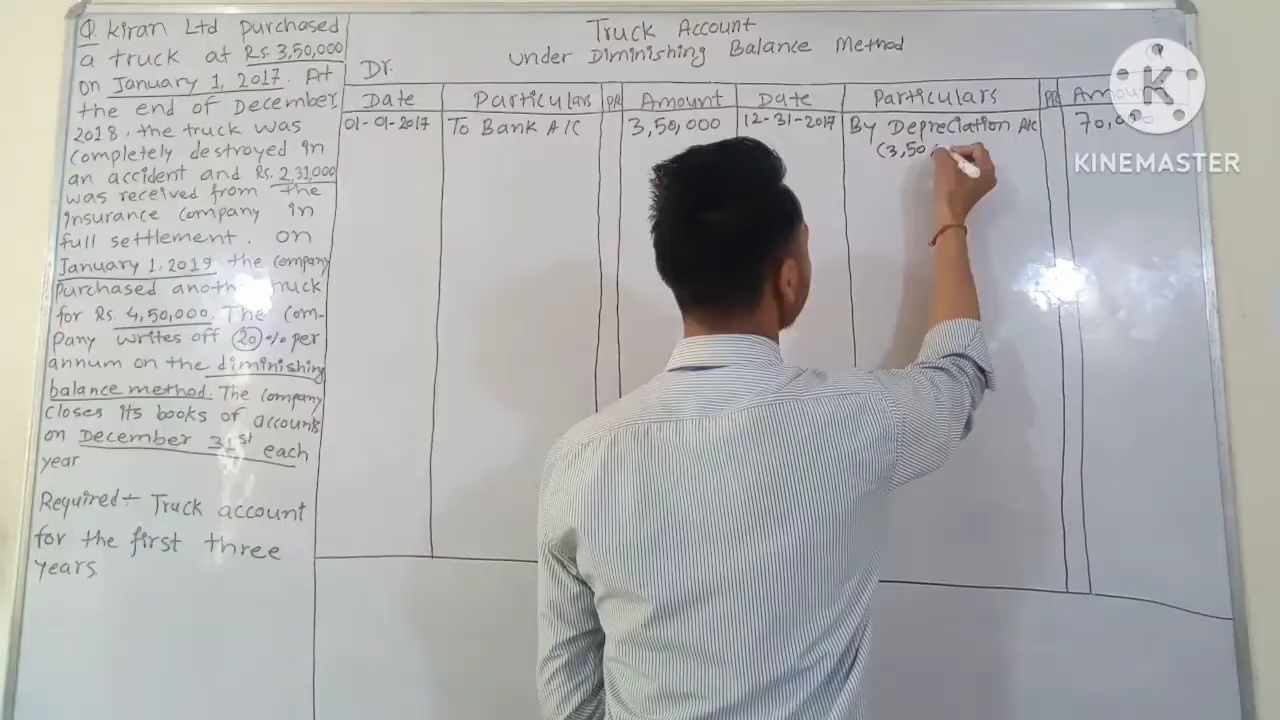 Q. Kiran Ltd purchased
a truck at Rs. 3,50,000
on January 1, 2017. At
the end of December
2018, the truck was
completely destroyed in
an accident and Rs. 2,31,000
was received from the
insurance company in
full settlement. on
January 1, 2019 the company
purchased another truck
for Rs. 4,50,000. The com-
pany writes off 20% per
annum on the diminishing
balance method. The company
closes its books of accounts
on December 31st each
year
Required÷ Truck account
for the first three
years.
Truck Account
under Diminishing Balance Method
Dr.
Date Particulars PR Amount Date Particulars PR Amount
01-01-2017 To Bank A/C 3,50,000 12-31-2017 By Depreciation A/c 70,000
(3,50,
K
KINEMASTER